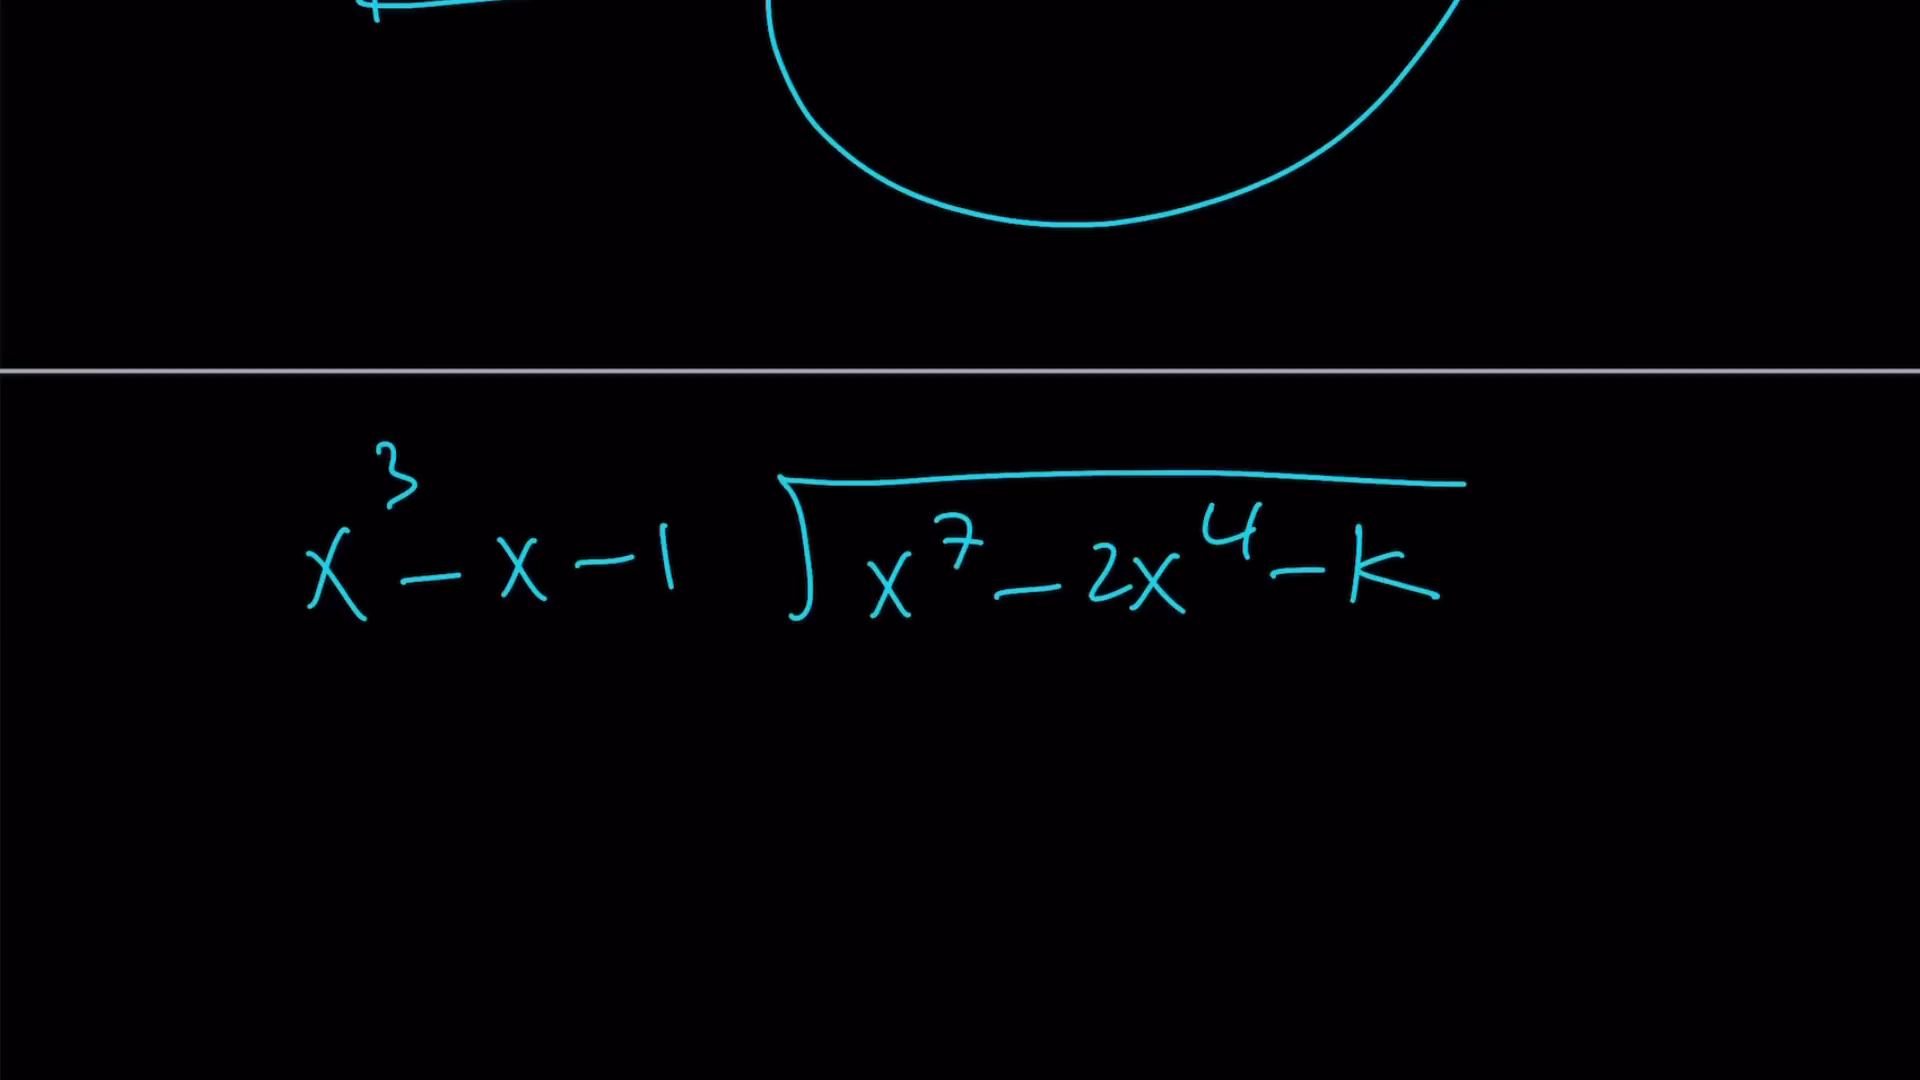 x³ - x - 1 ⟌ x⁷ - 2x⁴ - k